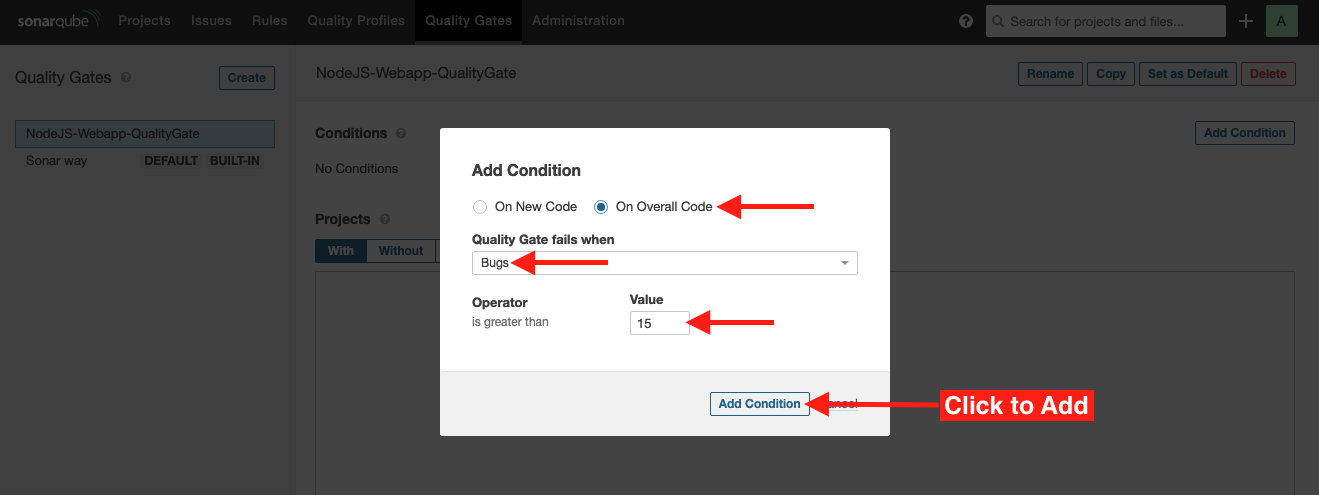 sonarqube Projects Issues Rules Quality Profiles Quality Gates Administration ? Search for projects and files... + A
Quality Gates ? Create
NodeJS-Webapp-QualityGate Rename Copy Set as Default Delete
NodeJS-Webapp-QualityGate
Sonar way DEFAULT BUILT-IN
Conditions ? Add Condition
No Conditions
Projects ?
With Without
Add Condition
On New Code On Overall Code
Quality Gate fails when
Bugs
Operator Value
is greater than 15
Add Condition Click to Add